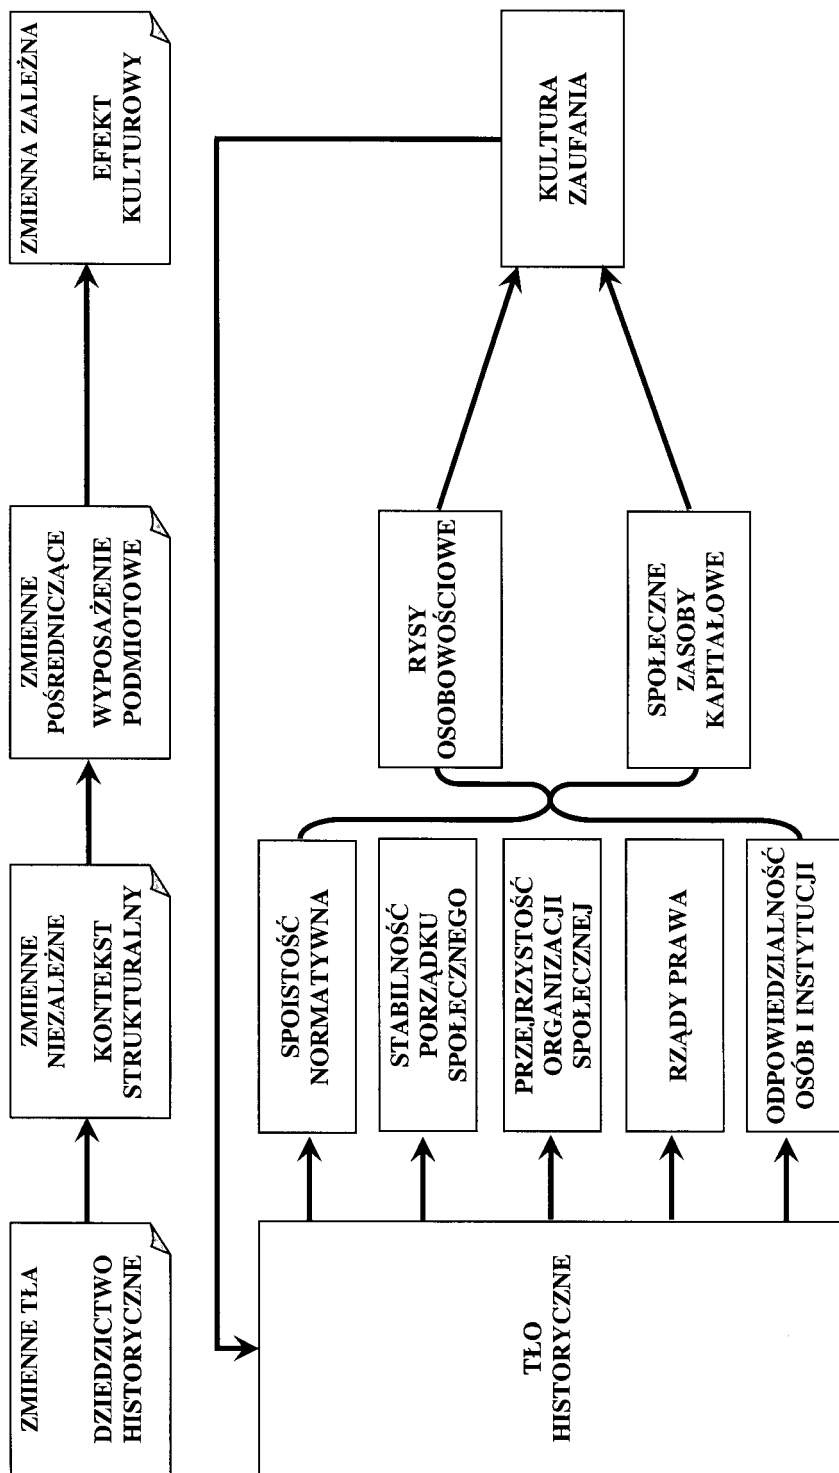 ZMIENNE TŁA
DZIEDZICTWO
HISTORYCZNE
ZMIENNE
NIEZALEŻNE
KONTEKST
STRUKTURALNY
ZMIENNE
POŚREDNICZĄCE
WYPOSAŻENIE
PODMIOTOWE
ZMIENNA ZALEŻNA
EFEKT
KULTUROWY
TŁO
HISTORYCZNE
SPOISTOŚĆ
NORMATYWNA
STABILNOŚĆ
PORZĄDKU
SPOŁECZNEGO
PRZEJRZYSTOŚĆ
ORGANIZACJI
SPOŁECZNEJ
RZĄDY PRAWA
ODPOWIEDZIALNOŚĆ
OSÓB I INSTYTUCJI
RYSY
OSOBOWOŚCIOWE
SPOŁECZNE
ZASOBY
KAPITAŁOWE
KULTURA
ZAUFANIA